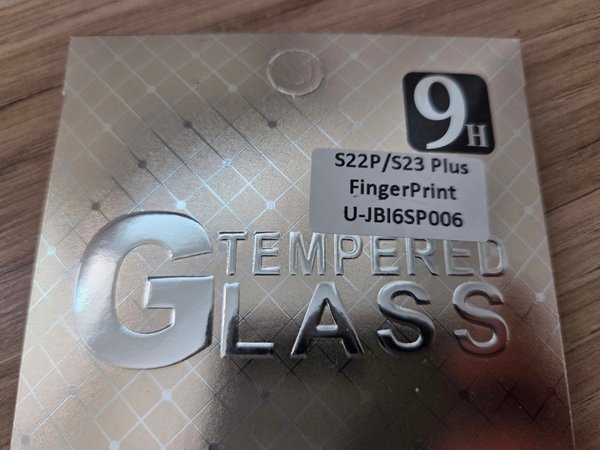 9H
S22P/S23 Plus
FingerPrint
U-JBI6SP006
TEMPERED
GLASS